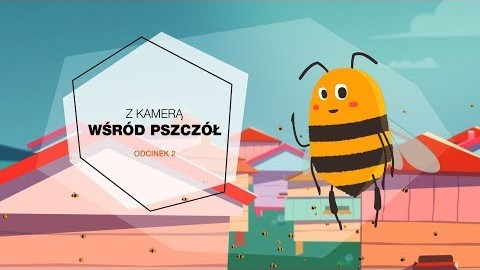 Z KAMERĄ
WŚRÓD PSZCZÓŁ
ODCINEK 2